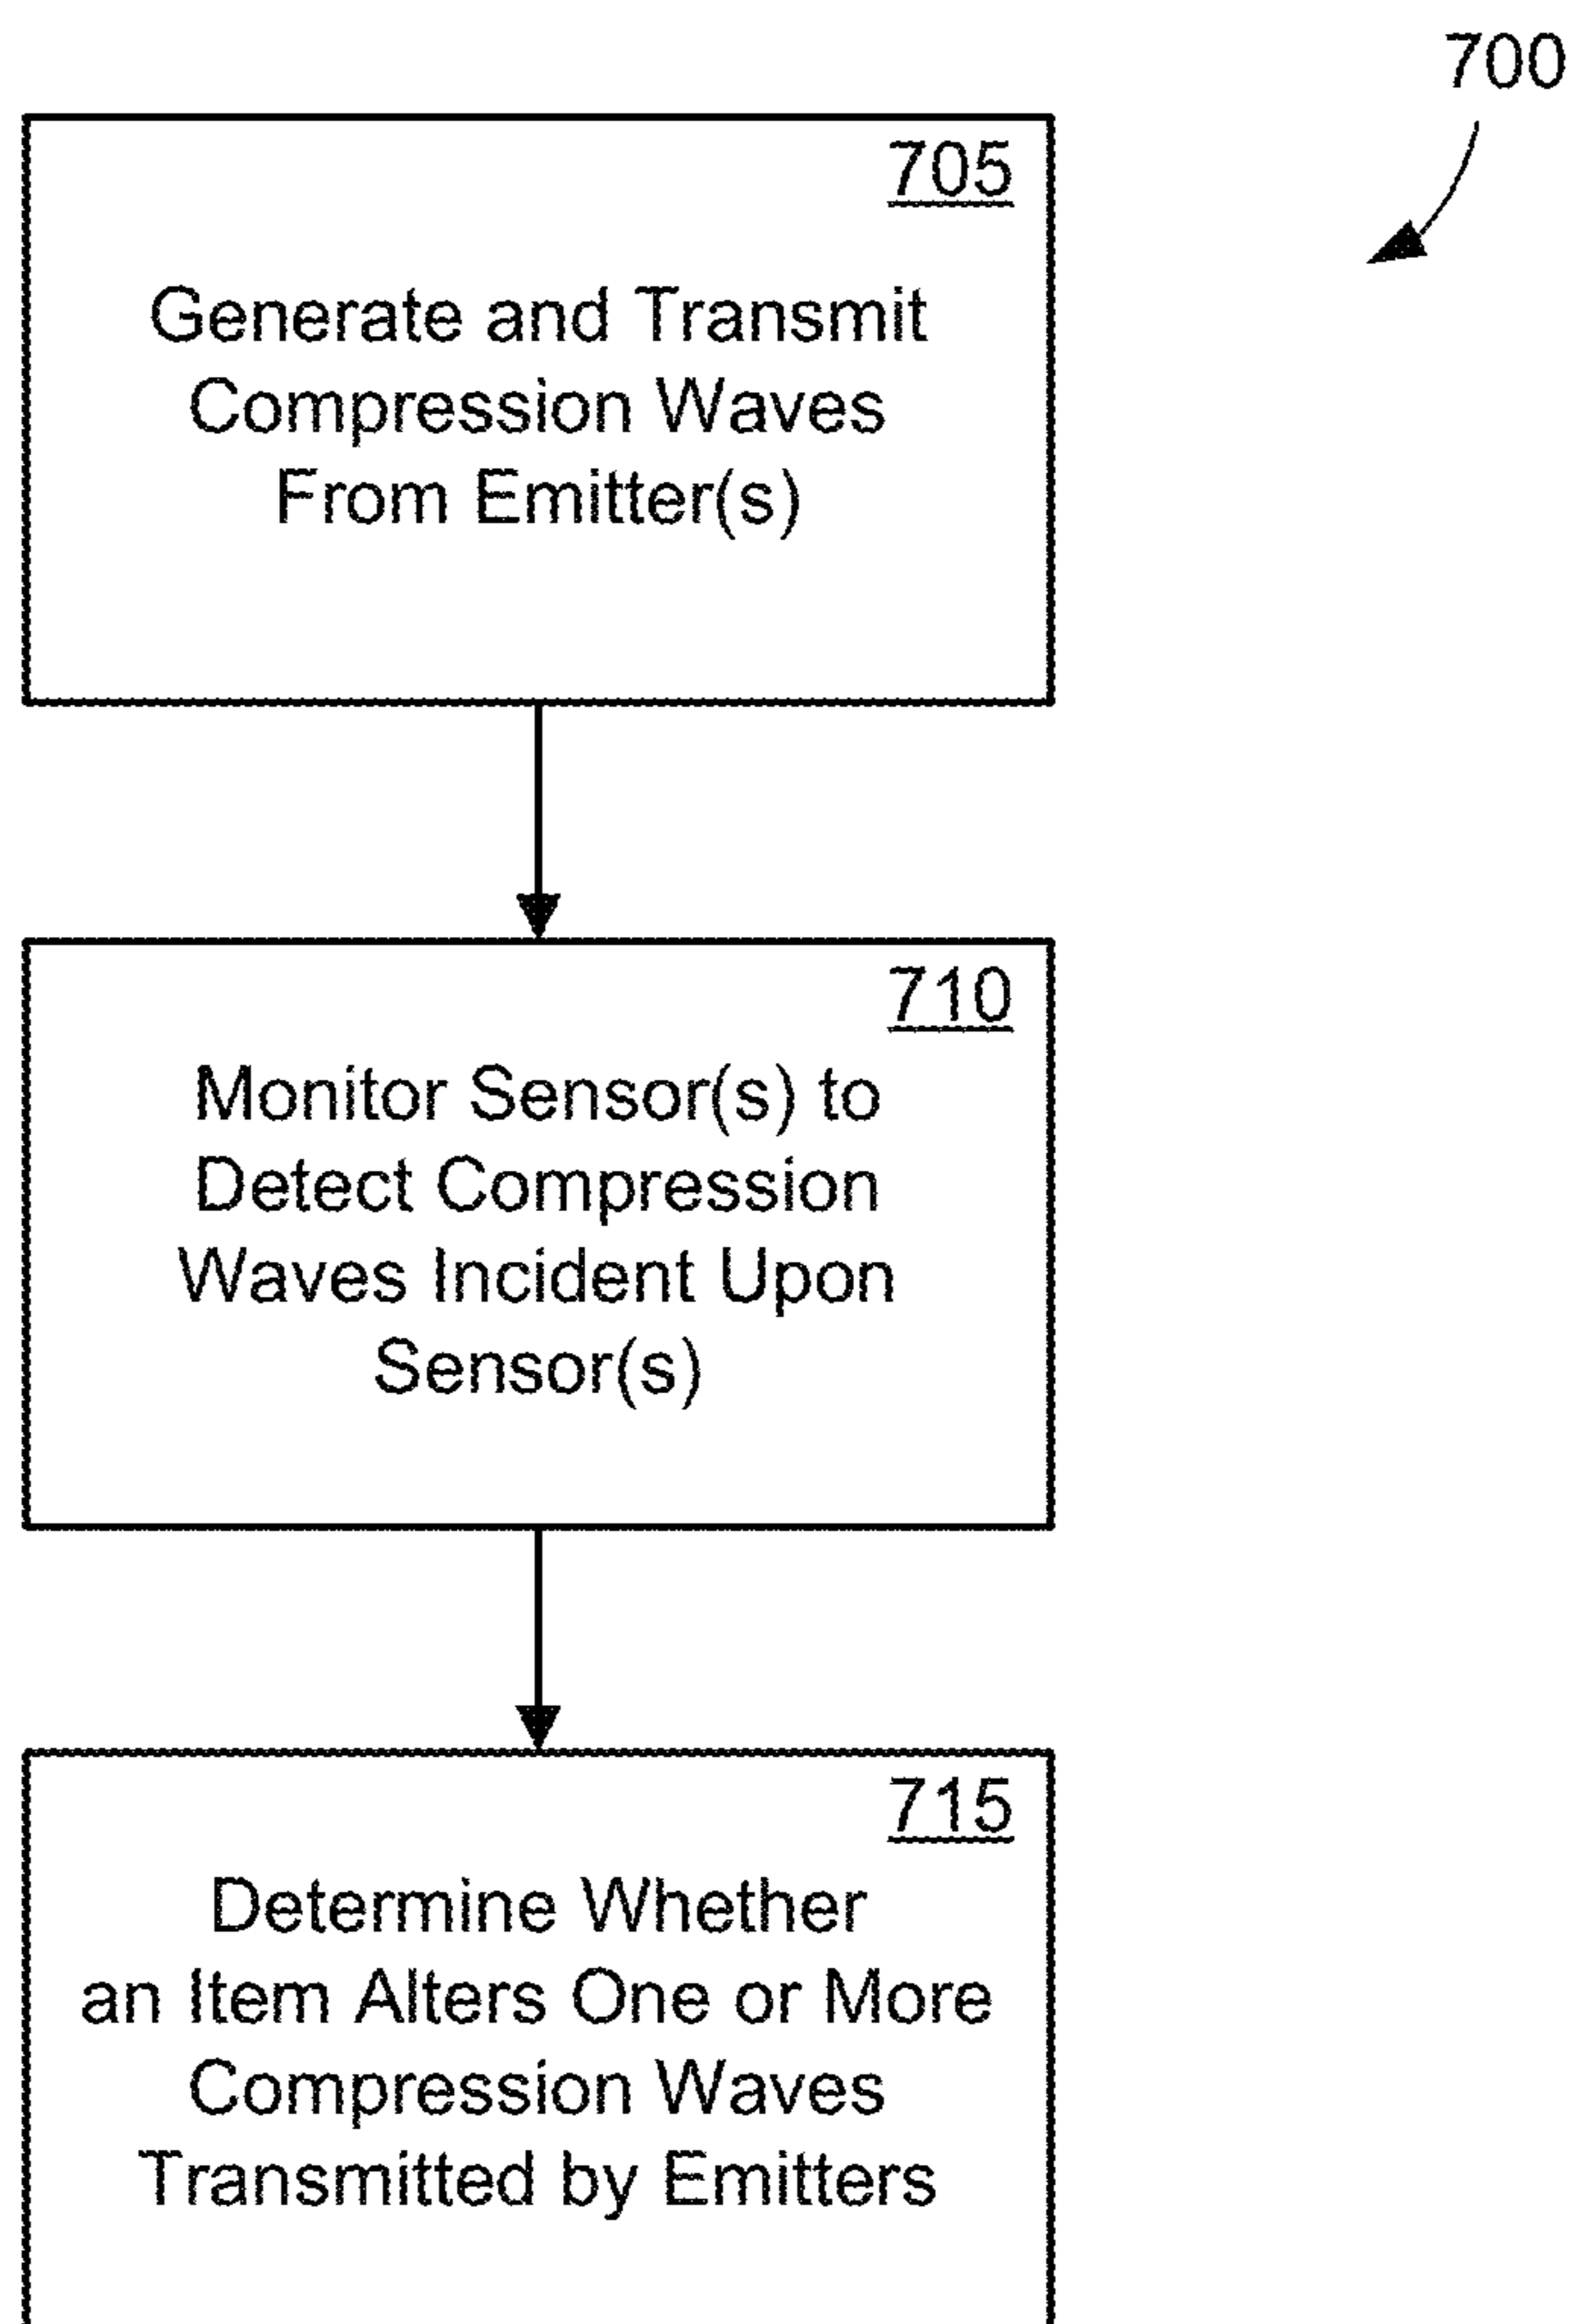 700
705
Generate and Transmit
Compression Waves
From Emitter(s)
710
Monitor Sensor(s) to
Detect Compression
Waves Incident Upon
Sensor(s)
715
Determine Whether
an Item Alters One or More
Compression Waves
Transmitted by Emitters